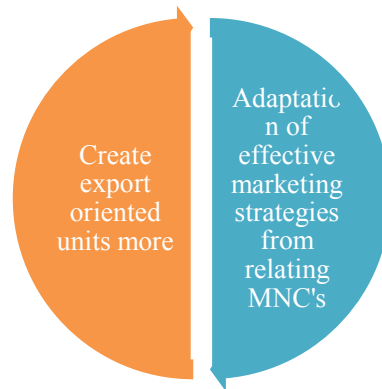 Create
export
oriented
units more
Adaptatio
n of
effective
marketing
strategies
from
relating
MNC's